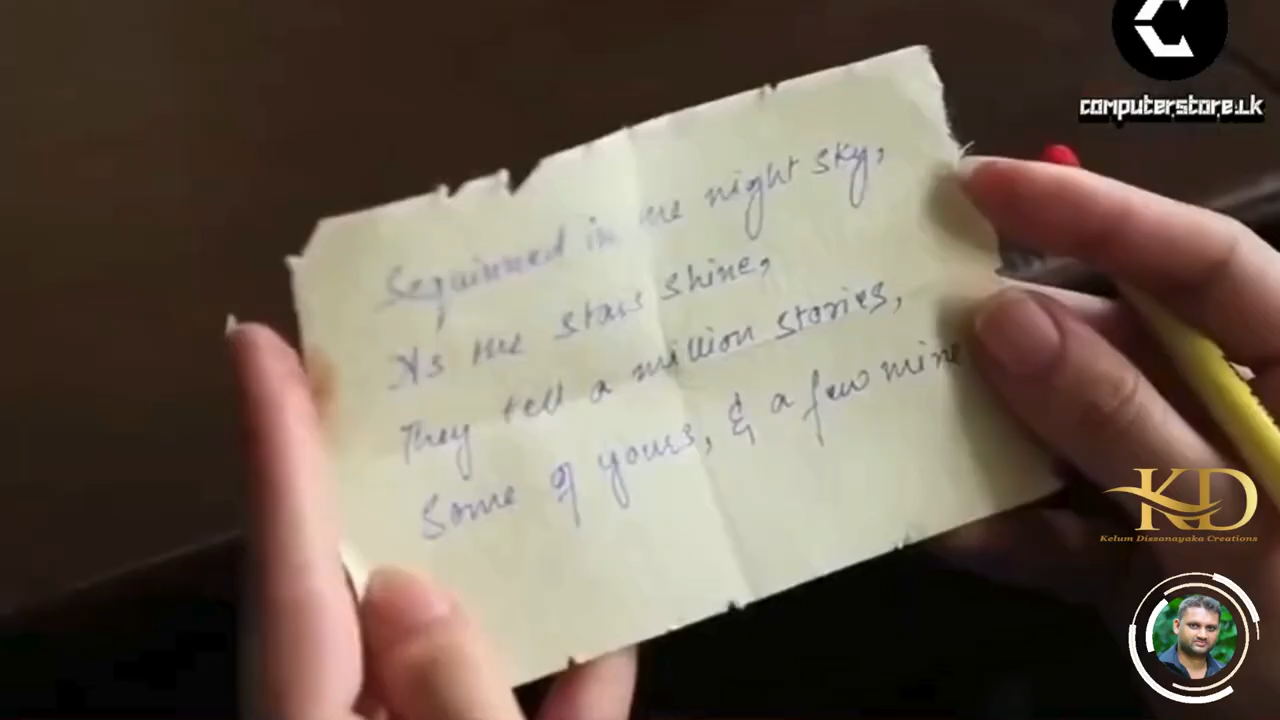 computerstore.lk
Sequinned in the night sky,
As the stars shine,
They tell a million stories,
Some of yours, & a few mine
KD
Kelum Dissanayaka Creations